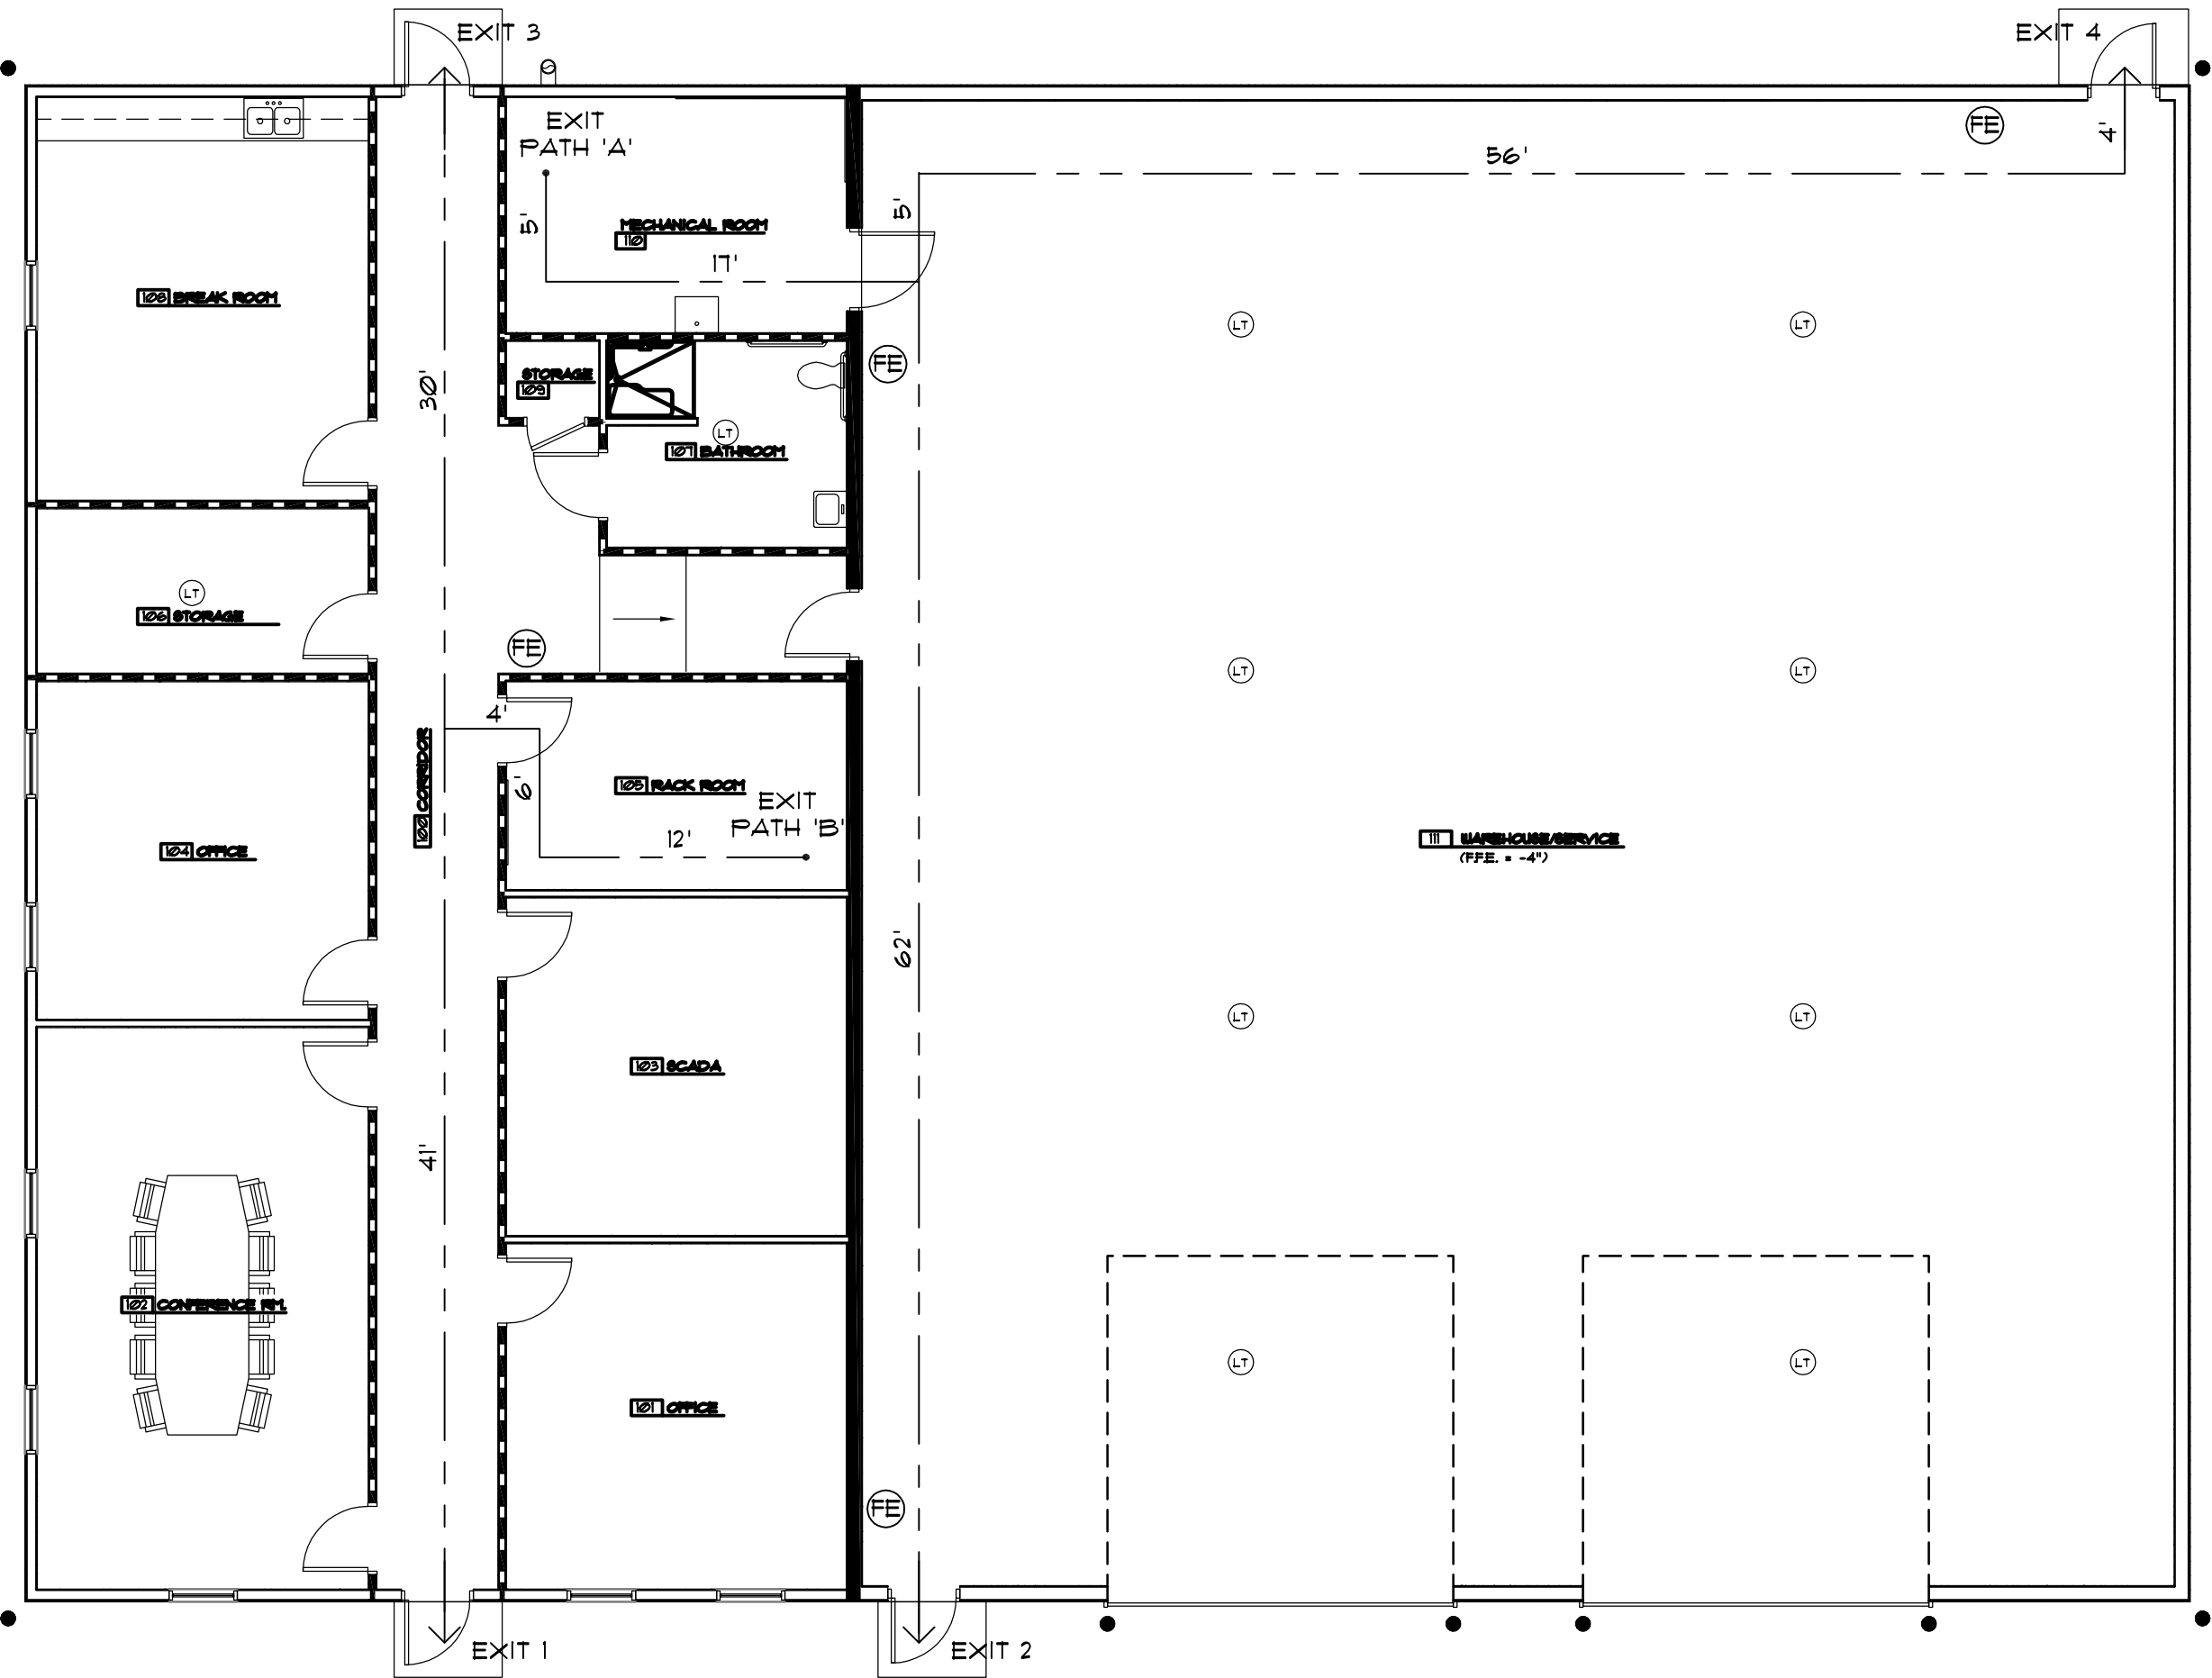 EXIT 3
EXIT 4
EXIT
PATH 'A'
FE
4'
56'
5'
5'
MECHANICAL ROOM
110
17'
108 BREAK ROOM
LT
LT
FE
STORAGE
109
30'
LT
107 BATHROOM
LT
106 STORAGE
FE
LT
LT
4'
100 CORRIDOR
6'
105 RACK ROOM
EXIT
PATH 'B'
12'
104 OFFICE
111 WAREHOUSE/SERVICE
(F.F.E. = -4")
62'
LT
LT
103 SCADA
41'
102 CONFERENCE RM.
LT
LT
101 OFFICE
FE
EXIT 1
EXIT 2